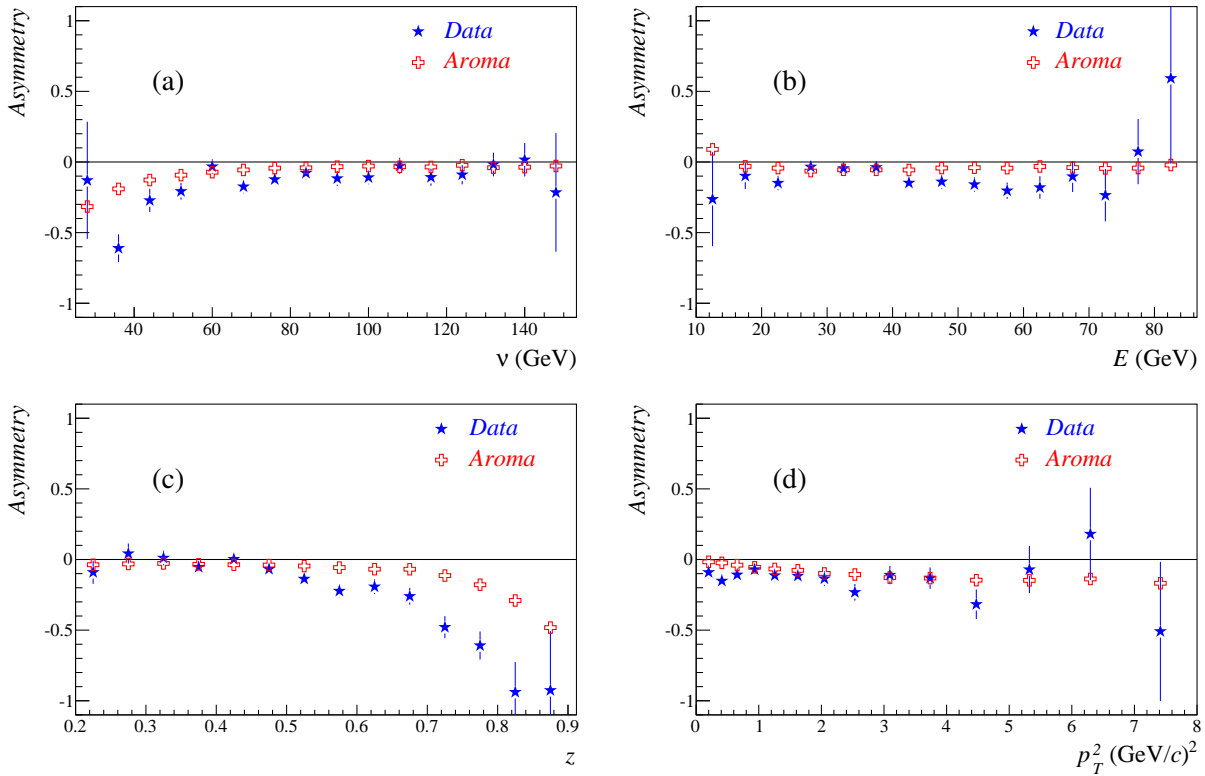 Asymmetry
1
0.5
0
-0.5
-1
(a)
Data
Aroma
40 60 80 100 120 140
ν (GeV)
Asymmetry
1
0.5
0
-0.5
-1
(b)
Data
Aroma
10 20 30 40 50 60 70 80
E (GeV)
Asymmetry
1
0.5
0
-0.5
-1
(c)
Data
Aroma
0.2 0.3 0.4 0.5 0.6 0.7 0.8 0.9
z
Asymmetry
1
0.5
0
-0.5
-1
(d)
Data
Aroma
0 1 2 3 4 5 6 7 8
p_T^2 (GeV/c)^2